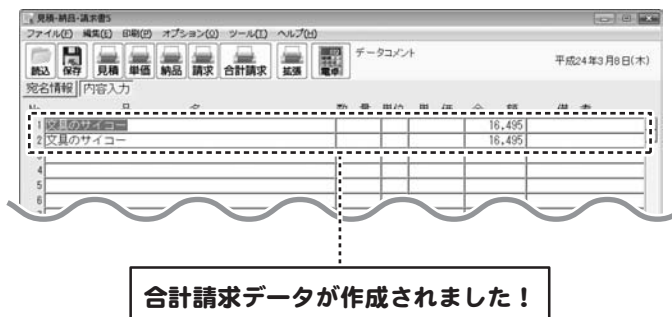 見積・納品・請求書5
ファイル(F) 編集(E) 印刷(P) オプション(O) ツール(T) ヘルプ(H)
読込 保存 見積 単価 納品 請求 合計請求 拡張 電卓 データコメント 平成24年3月8日(木)
宛名情報 内容入力
品 名 数 量 単位 単 価 金 額 備 考
1 文具のサイコー 16,495
2 文具のサイコー 16,495
3
4
5
6
合計請求データが作成されました！